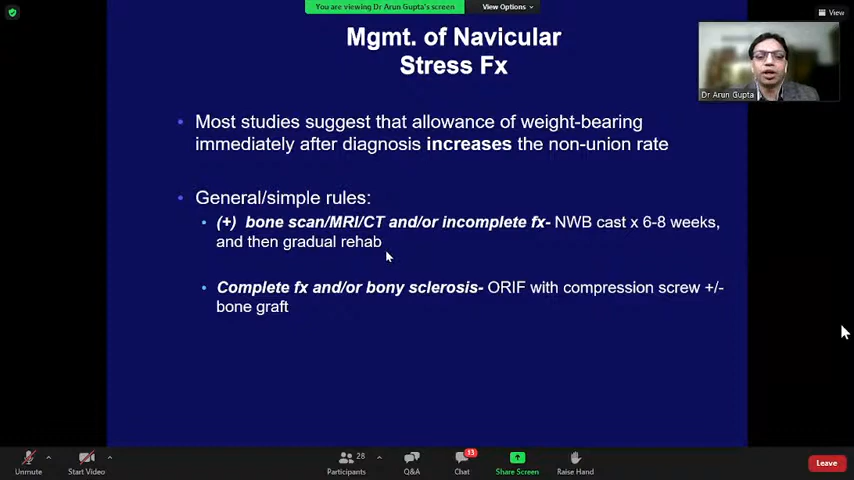 You are viewing Dr Arun Gupta's screen
View Options
View
Mgmt. of Navicular
Stress Fx
Dr Arun Gupta
• Most studies suggest that allowance of weight-bearing
immediately after diagnosis increases the non-union rate
• General/simple rules:
• (+) bone scan/MRI/CT and/or incomplete fx- NWB cast x 6-8 weeks,
and then gradual rehab
• Complete fx and/or bony sclerosis- ORIF with compression screw +/-
bone graft
Unmute
Start Video
28
Participants
Q&A
13
Chat
Share Screen
Raise Hand
Leave